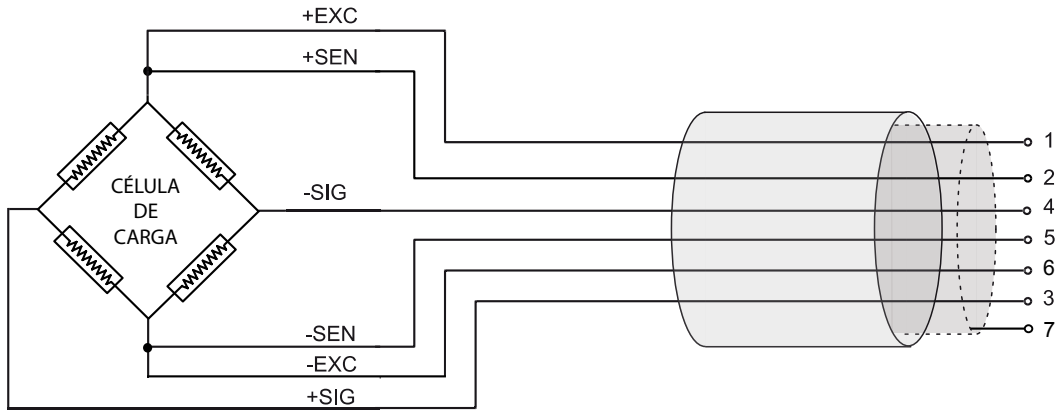 +EXC
+SEN
1
2
CÉLULA
DE
CARGA
-SIG
4
5
6
3
7
-SEN
-EXC
+SIG